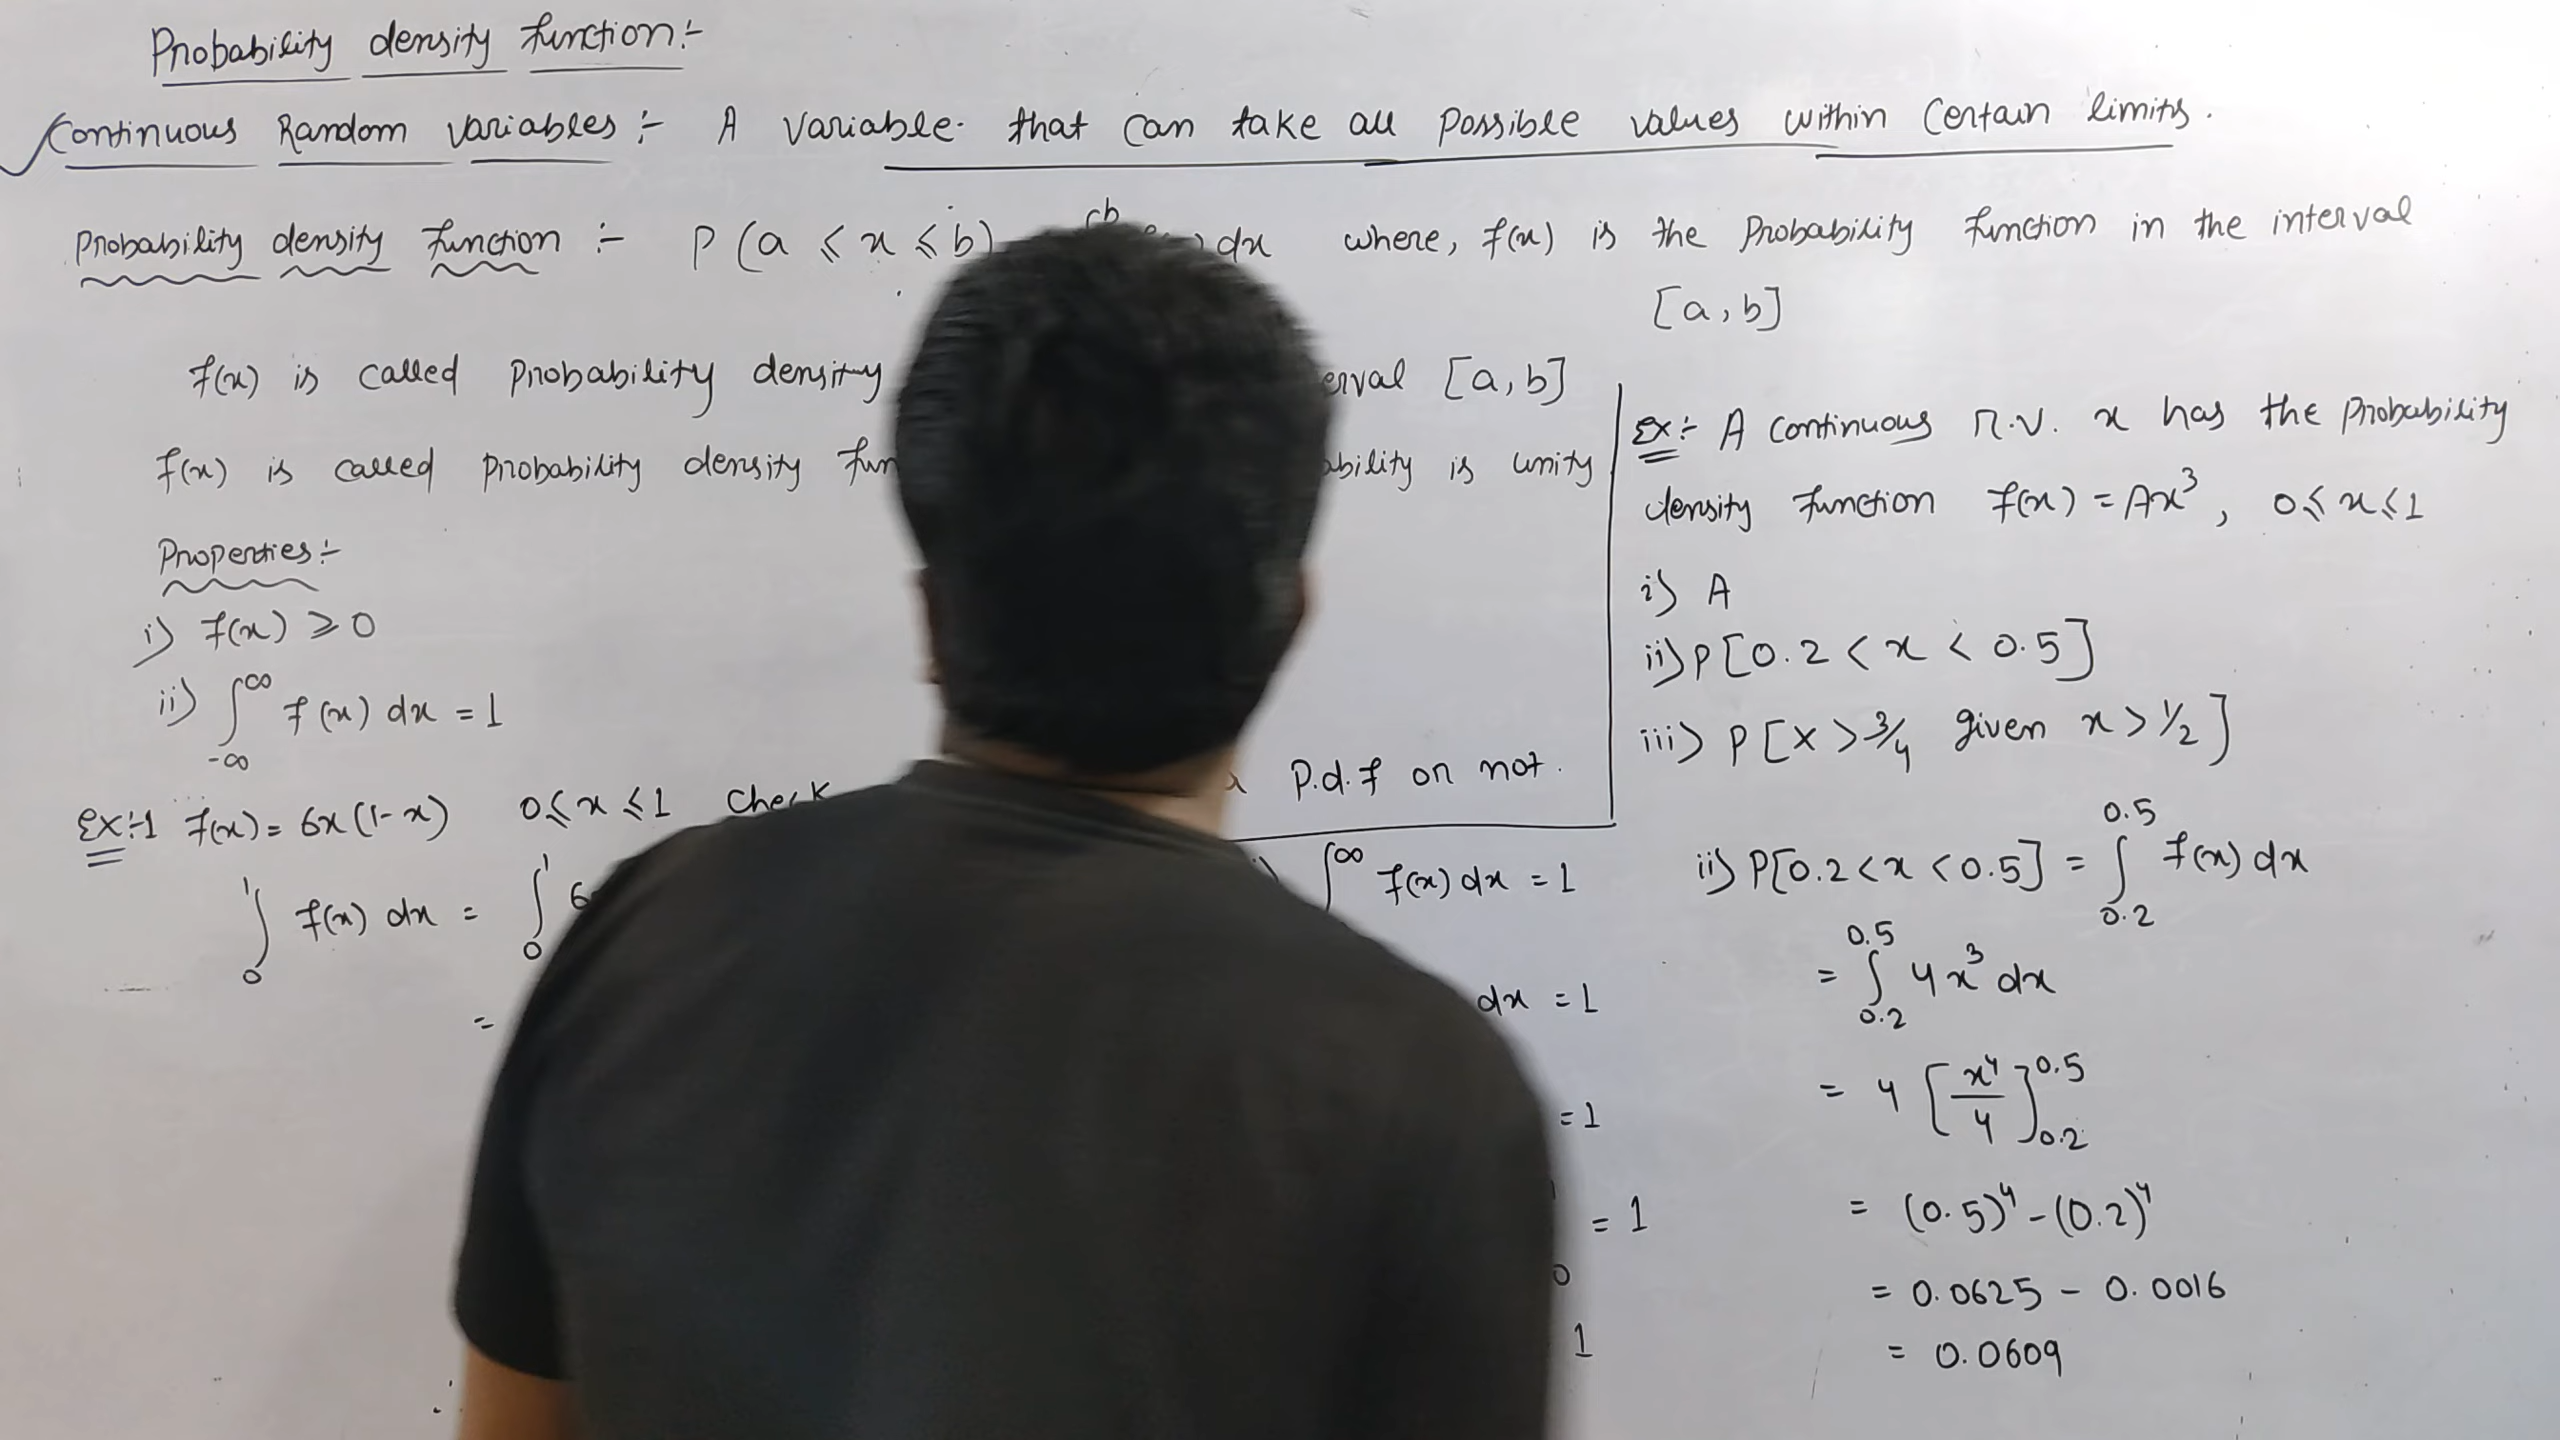 Probability density function:-
Continuous Random variables :- A variable that can take all possible values within certain limits.
Probability density function :- P(a ≤ x ≤ b) dx where, f(x) is the Probability function in the interval
[a, b]
f(x) is called probability density [a, b]
f(x) is called probability density is unity
Properties:-
i) f(x) ≥ 0
ii) ∫_{-∞}^{∞} f(x) dx = 1
Ex:-1 f(x) = 6x(1-x) 0 ≤ x ≤ 1 Check P.d.f or not.
∫_0^1 f(x) dx = ∫_0^1 6
=
∫^∞ f(x) dx = 1
dx = 1
= 1
= 1
0
1
Ex:- A continuous r.v. x has the probability
density function f(x) = Ax³, 0 ≤ x ≤ 1
i) A
ii) P[0.2 < x < 0.5]
iii) P[X > 3/4 given x > 1/2]
ii) P[0.2 < x < 0.5] = ∫_{0.2}^{0.5} f(x) dx
= ∫_{0.2}^{0.5} 4x³ dx
= 4 [x⁴/4]_{0.2}^{0.5}
= (0.5)⁴ - (0.2)⁴
= 0.0625 - 0.0016
= 0.0609